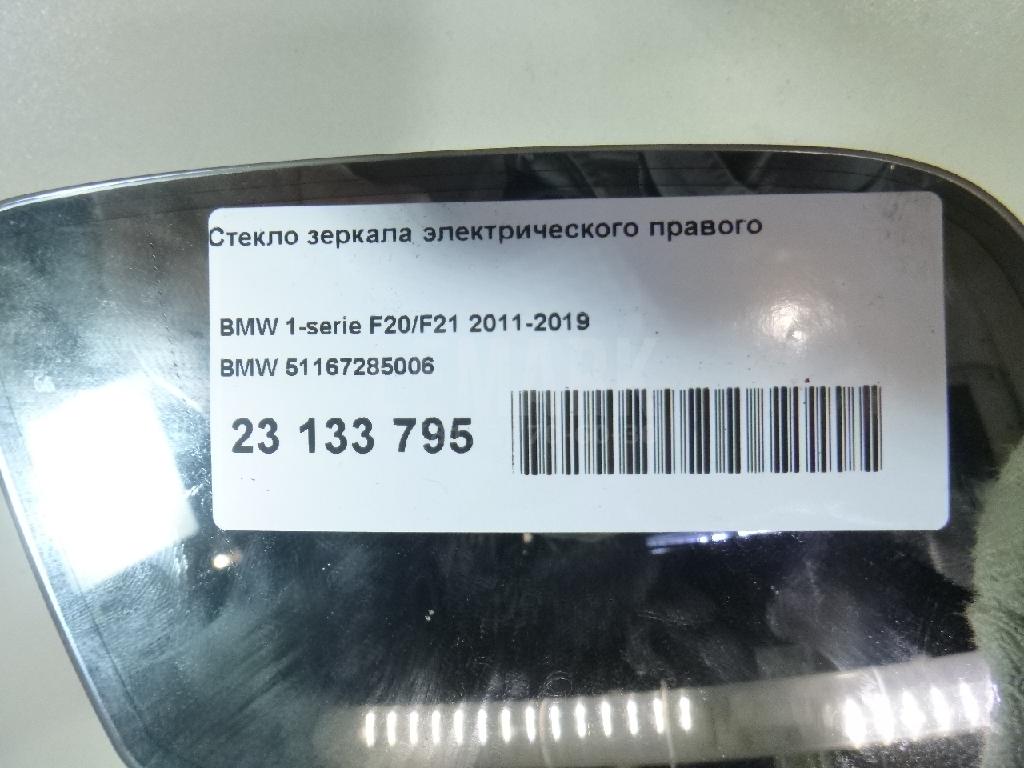 Стекло зеркала электрического правого
BMW 1-serie F20/F21 2011-2019
BMW 51167285006
23 133 795